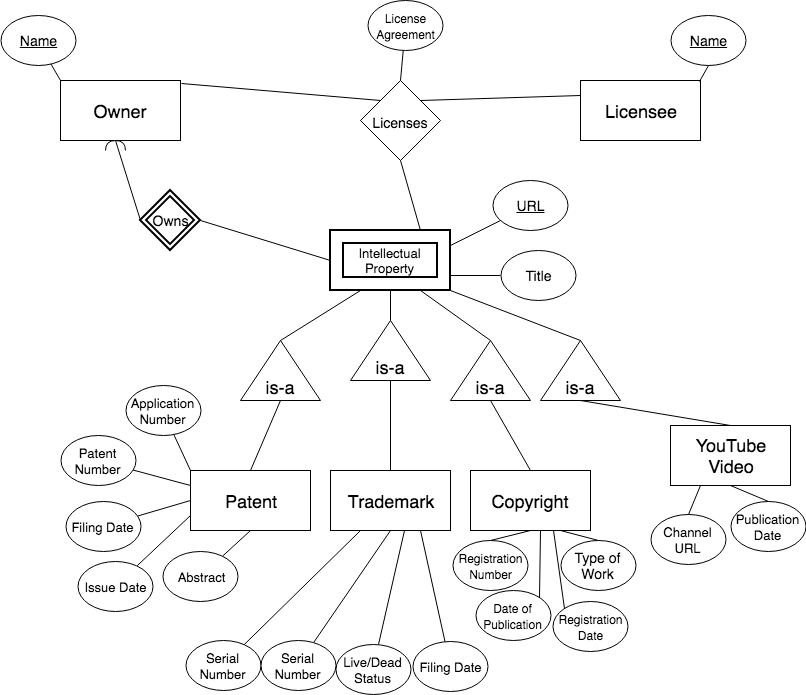 License
Agreement
Name
Name
Owner
Licenses
Licensee
Owns
URL
Intellectual
Property
Title
is-a
is-a
is-a
is-a
Application
Number
Patent
Number
Filing Date
Issue Date
Abstract
Patent
Trademark
Copyright
YouTube
Video
Channel
URL
Publication
Date
Registration
Number
Type of
Work
Date of
Publication
Registration
Date
Serial
Number
Serial
Number
Live/Dead
Status
Filing Date